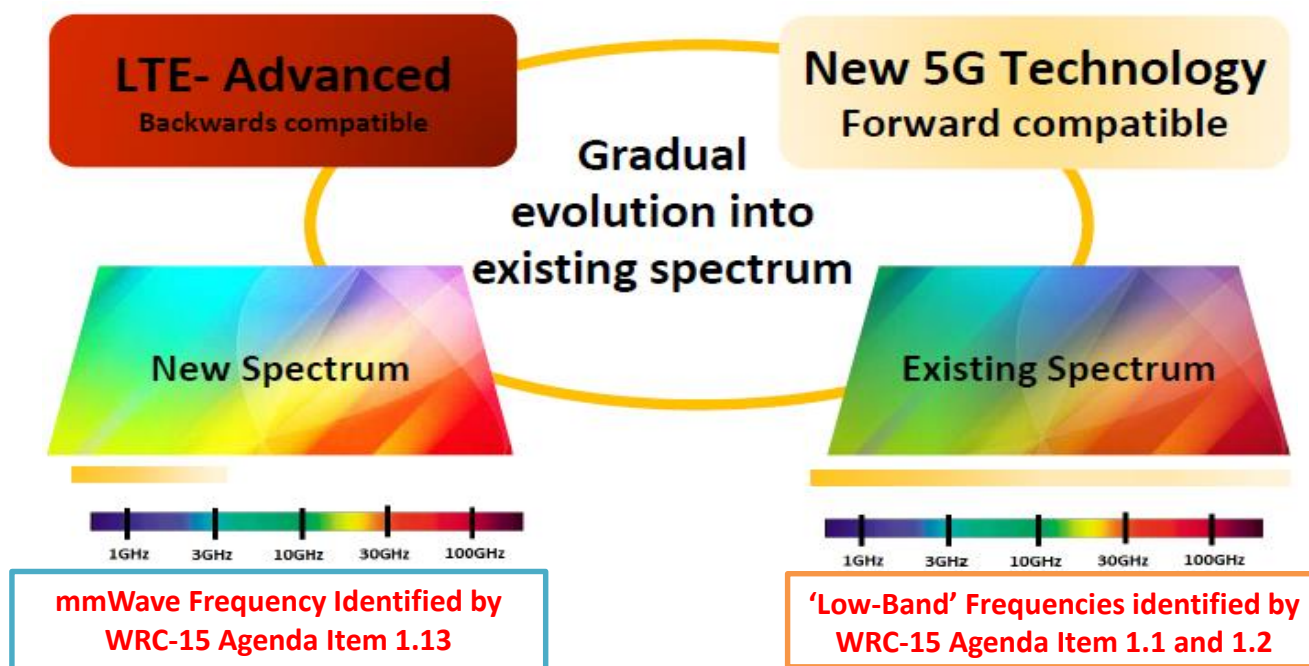 LTE- Advanced
Backwards compatible
New 5G Technology
Forward compatible
Gradual
evolution into
existing spectrum
New Spectrum
Existing Spectrum
1GHz 3GHz 10GHz 30GHz 100GHz
1GHz 3GHz 10GHz 30GHz 100GHz
mmWave Frequency Identified by
WRC-15 Agenda Item 1.13
‘Low-Band’ Frequencies identified by
WRC-15 Agenda Item 1.1 and 1.2